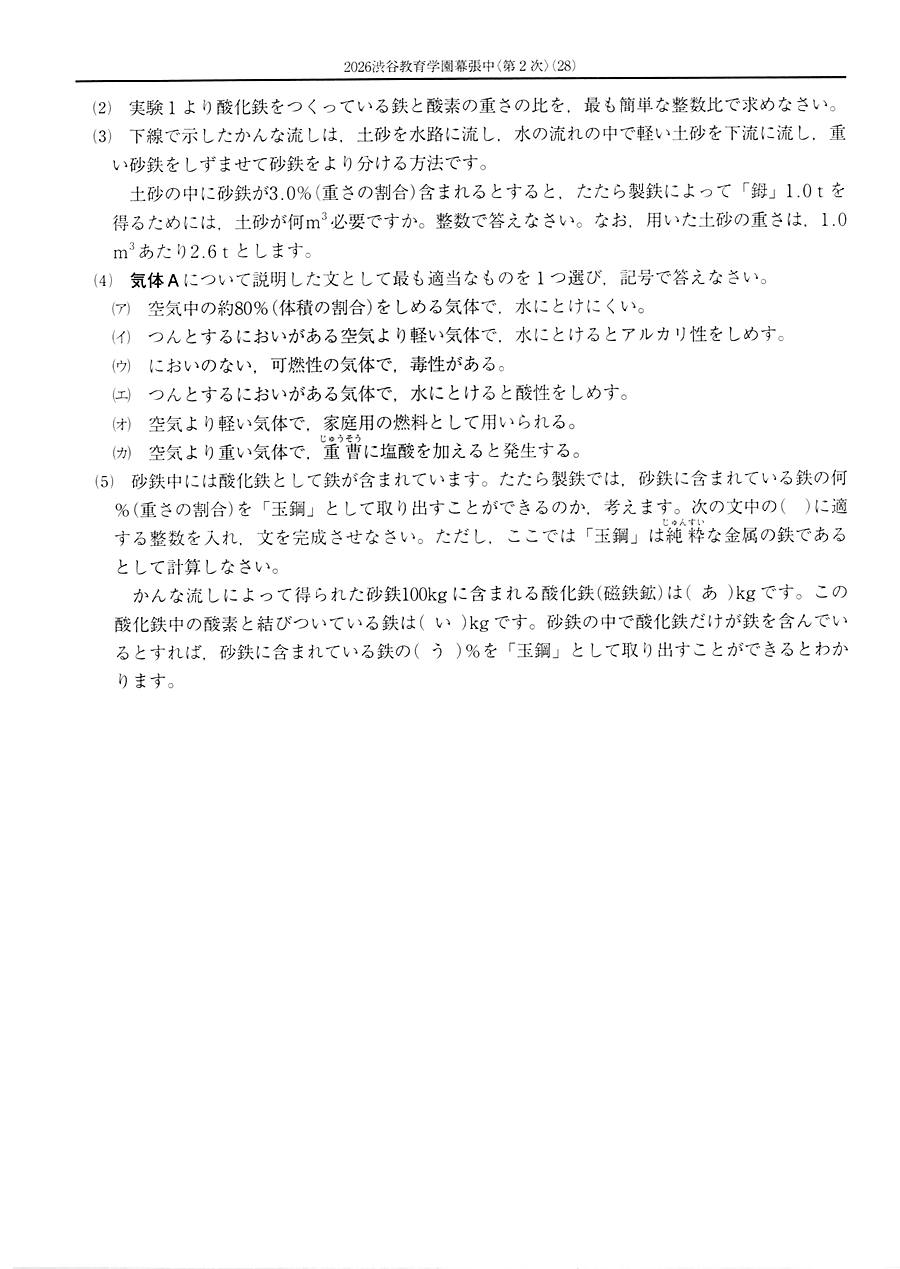 2026渋谷教育学園幕張中〈第２次〉(28)
(2)　実験１より酸化鉄をつくっている鉄と酸素の重さの比を，最も簡単な整数比で求めなさい。
(3)　下線で示したかんな流しは，土砂を水路に流し，水の流れの中で軽い土砂を下流に流し，重
い砂鉄をしずませて砂鉄をより分ける方法です。
土砂の中に砂鉄が3.0％(重さの割合)含まれるとすると，たたら製鉄によって「鉧」1.0ｔを
得るためには，土砂が何m³必要ですか。整数で答えなさい。なお，用いた土砂の重さは，1.0
m³あたり2.6ｔとします。
(4)　気体Ａについて説明した文として最も適当なものを１つ選び，記号で答えなさい。
(ア)　空気中の約80％(体積の割合)をしめる気体で，水にとけにくい。
(イ)　つんとするにおいがある空気より軽い気体で，水にとけるとアルカリ性をしめす。
(ウ)　においのない，可燃性の気体で，毒性がある。
(エ)　つんとするにおいがある気体で，水にとけると酸性をしめす。
(オ)　空気より軽い気体で，家庭用の燃料として用いられる。
じゅうそう
(カ)　空気より重い気体で，重曹に塩酸を加えると発生する。
(5)　砂鉄中には酸化鉄として鉄が含まれています。たたら製鉄では，砂鉄に含まれている鉄の何
％(重さの割合)を「玉鋼」として取り出すことができるのか，考えます。次の文中の(　)に適
じゅんすい
する整数を入れ，文を完成させなさい。ただし，ここでは「玉鋼」は純粋な金属の鉄である
として計算しなさい。
かんな流しによって得られた砂鉄100kgに含まれる酸化鉄(磁鉄鉱)は( あ )kgです。この
酸化鉄中の酸素と結びついている鉄は( い )kgです。砂鉄の中で酸化鉄だけが鉄を含んでい
るとすれば，砂鉄に含まれている鉄の( う )％を「玉鋼」として取り出すことができるとわか
ります。